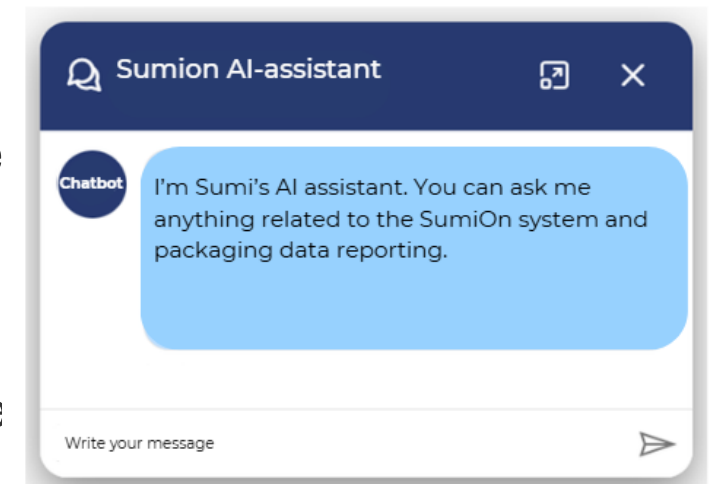 Sumion AI-assistant
Chatbot
I'm Sumi's AI assistant. You can ask me
anything related to the SumiOn system and
packaging data reporting.
Write your message